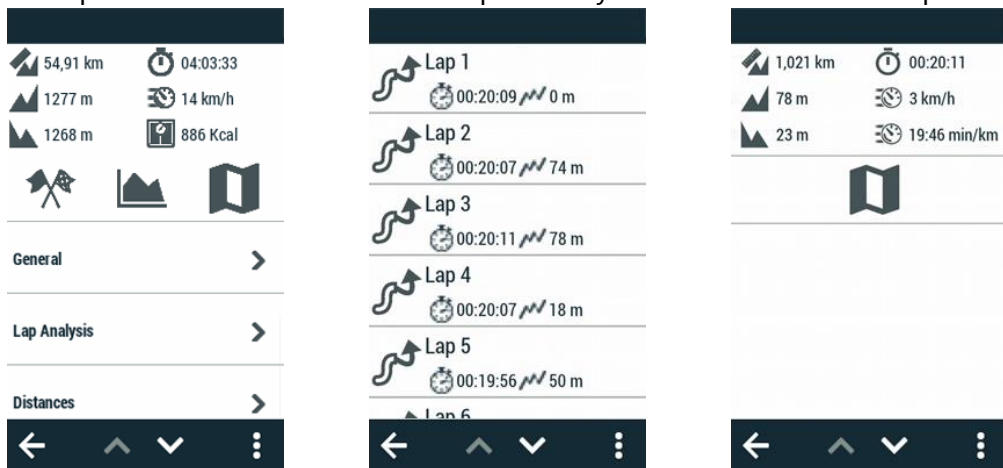 54,91 km 04:03:33
1277 m 14 km/h
1268 m 886 Kcal
General
Lap Analysis
Distances
Lap 1
00:20:09 0 m
Lap 2
00:20:07 74 m
Lap 3
00:20:11 78 m
Lap 4
00:20:07 18 m
Lap 5
00:19:56 50 m
Lap 6
1,021 km 00:20:11
78 m 3 km/h
23 m 19:46 min/km